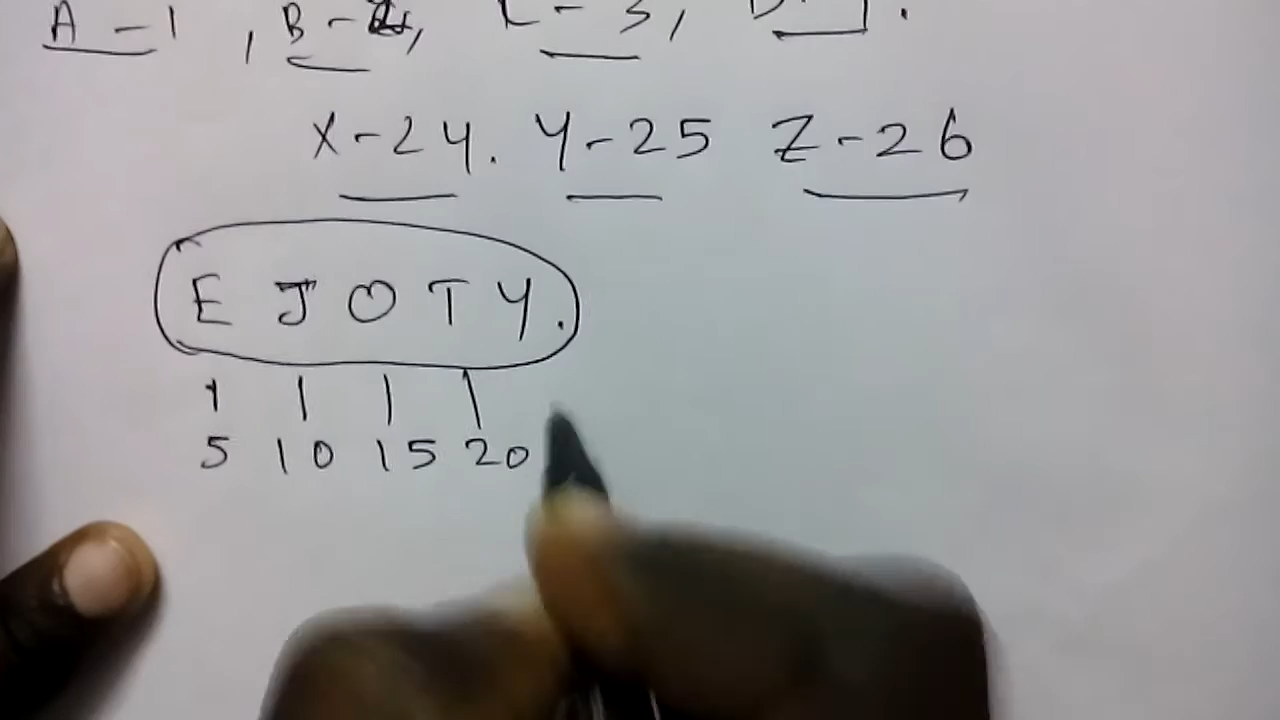 A - 1 , B - 2, C - 3,
X - 24. Y - 25 Z - 26
E J O T Y.
5 10 15 20